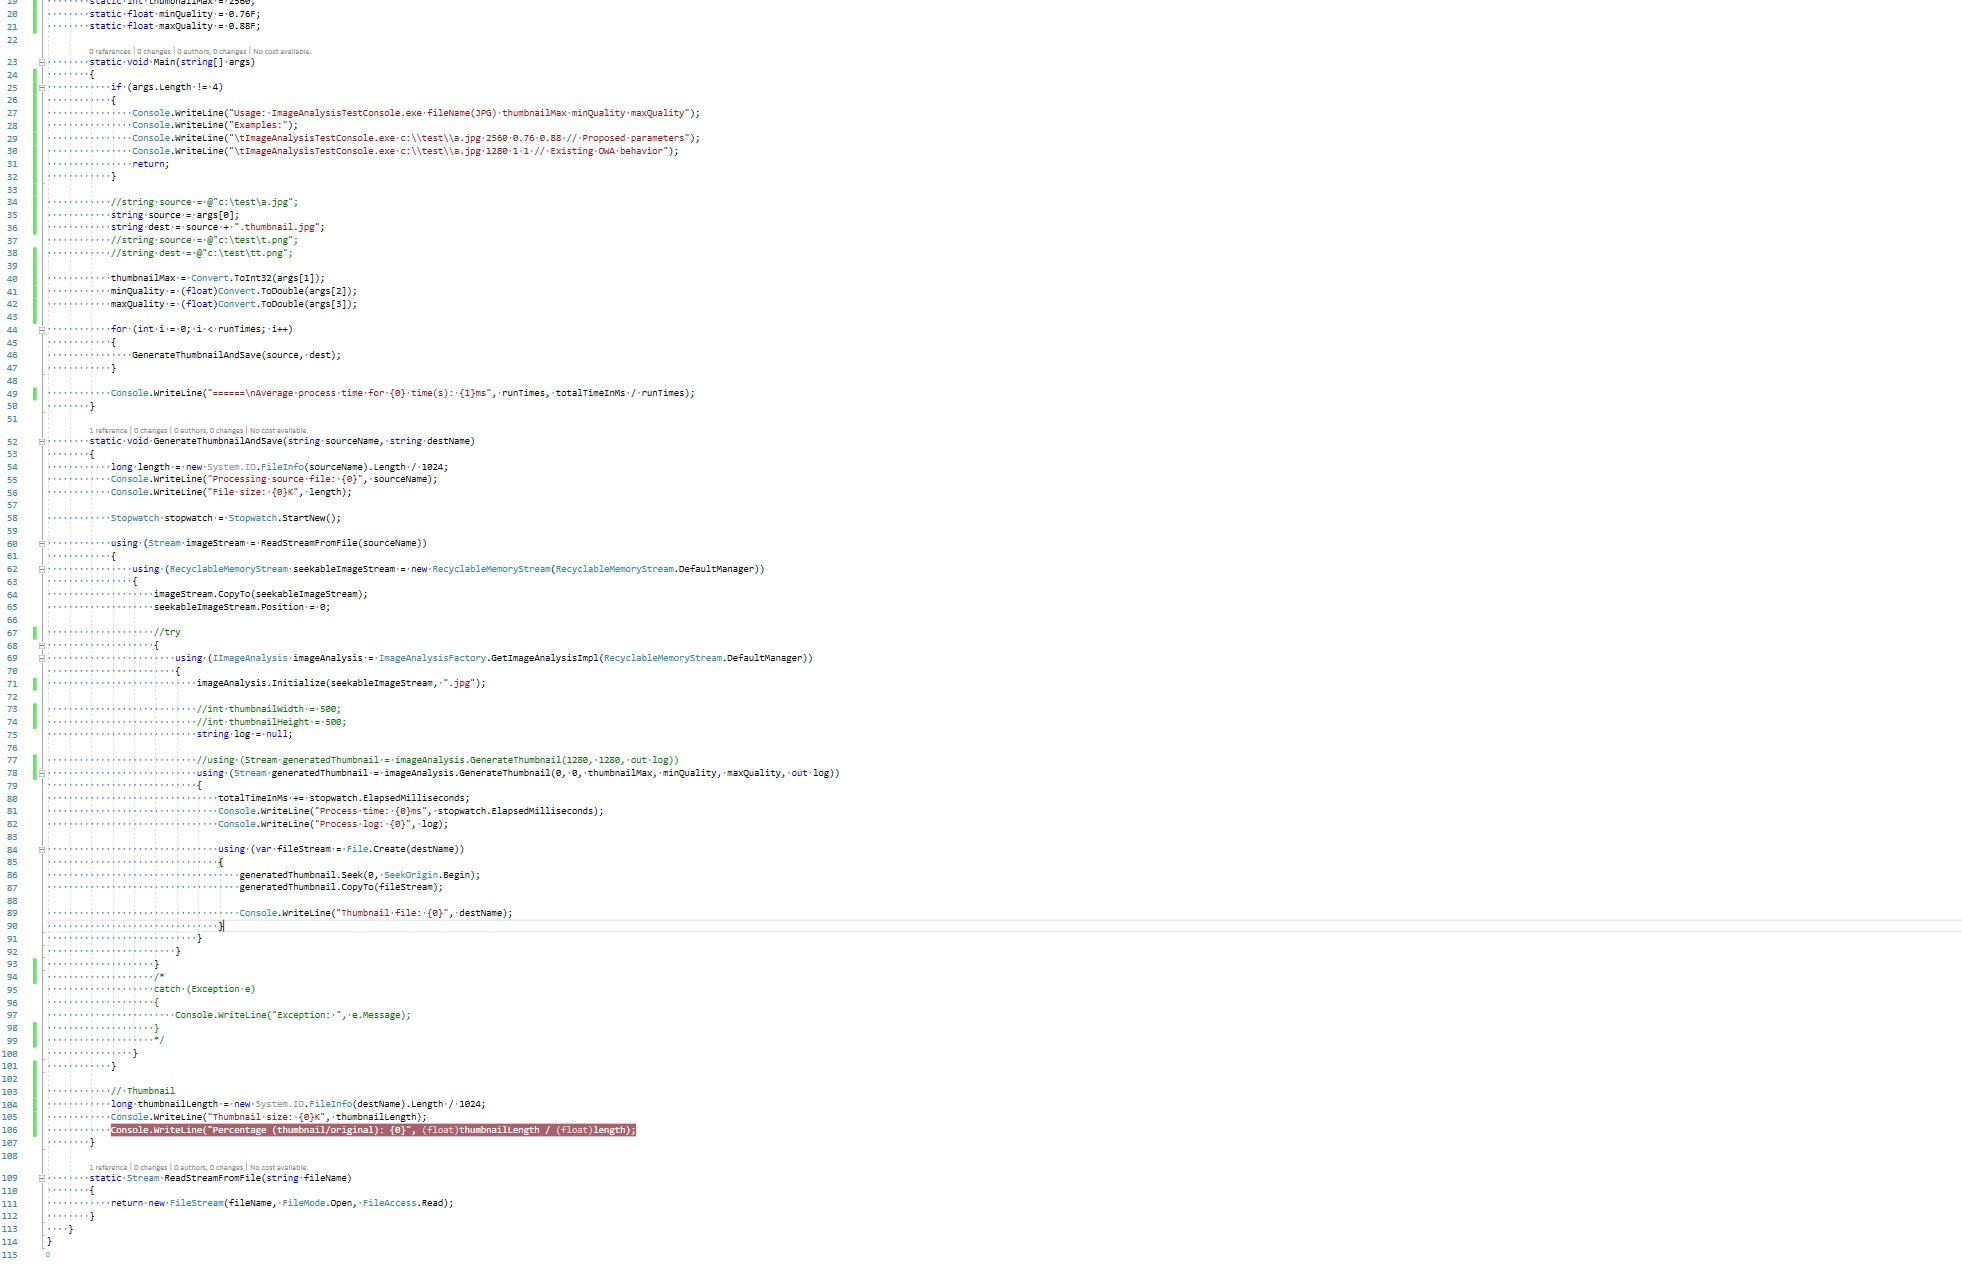 19 static int thumbnailMax = 2560;
20 static float minQuality = 0.76F;
21 static float maxQuality = 0.88F;
22
0 references | 0 changes | 0 authors, 0 changes | No cost available.
23 static void Main(string[] args)
24 {
25 if (args.Length != 4)
26 {
27 Console.WriteLine("Usage: ImageAnalysisTestConsole.exe fileName(JPG) thumbnailMax minQuality maxQuality");
28 Console.WriteLine("Examples:");
29 Console.WriteLine("\tImageAnalysisTestConsole.exe c:\\test\\a.jpg 2560 0.76 0.88 // Proposed parameters");
30 Console.WriteLine("\tImageAnalysisTestConsole.exe c:\\test\\a.jpg 1280 1 1 // Existing OWA behavior");
31 return;
32 }
33
34 //string source = @"c:\test\a.jpg";
35 string source = args[0];
36 string dest = source + ".thumbnail.jpg";
37 //string source = @"c:\test\t.png";
38 //string dest = @"c:\test\tt.png";
39
40 thumbnailMax = Convert.ToInt32(args[1]);
41 minQuality = (float)Convert.ToDouble(args[2]);
42 maxQuality = (float)Convert.ToDouble(args[3]);
43
44 for (int i = 0; i < runTimes; i++)
45 {
46 GenerateThumbnailAndSave(source, dest);
47 }
48
49 Console.WriteLine("======\nAverage process time for {0} time(s): {1}ms", runTimes, totalTimeInMs / runTimes);
50 }
51
1 reference | 0 changes | 0 authors, 0 changes | No cost available.
52 static void GenerateThumbnailAndSave(string sourceName, string destName)
53 {
54 long length = new System.IO.FileInfo(sourceName).Length / 1024;
55 Console.WriteLine("Processing source file: {0}", sourceName);
56 Console.WriteLine("File size: {0}K", length);
57
58 Stopwatch stopwatch = Stopwatch.StartNew();
59
60 using (Stream imageStream = ReadStreamFromFile(sourceName))
61 {
62 using (RecyclableMemoryStream seekableImageStream = new RecyclableMemoryStream(RecyclableMemoryStream.DefaultManager))
63 {
64 imageStream.CopyTo(seekableImageStream);
65 seekableImageStream.Position = 0;
66
67 //try
68 {
69 using (IImageAnalysis imageAnalysis = ImageAnalysisFactory.GetImageAnalysisImpl(RecyclableMemoryStream.DefaultManager))
70 {
71 imageAnalysis.Initialize(seekableImageStream, ".jpg");
72
73 //int thumbnailWidth = 500;
74 //int thumbnailHeight = 500;
75 string log = null;
76
77 //using (Stream generatedThumbnail = imageAnalysis.GenerateThumbnail(1280, 1280, out log))
78 using (Stream generatedThumbnail = imageAnalysis.GenerateThumbnail(0, 0, thumbnailMax, minQuality, maxQuality, out log))
79 {
80 totalTimeInMs += stopwatch.ElapsedMilliseconds;
81 Console.WriteLine("Process time: {0}ms", stopwatch.ElapsedMilliseconds);
82 Console.WriteLine("Process log: {0}", log);
83
84 using (var fileStream = File.Create(destName))
85 {
86 generatedThumbnail.Seek(0, SeekOrigin.Begin);
87 generatedThumbnail.CopyTo(fileStream);
88
89 Console.WriteLine("Thumbnail file: {0}", destName);
90 }
91 }
92 }
93 }
94 /*
95 catch (Exception e)
96 {
97 Console.WriteLine("Exception: ", e.Message);
98 }
99 */
100 }
101 }
102
103 // Thumbnail
104 long thumbnailLength = new System.IO.FileInfo(destName).Length / 1024;
105 Console.WriteLine("Thumbnail size: {0}K", thumbnailLength);
106 Console.WriteLine("Percentage (thumbnail/original): {0}", (float)thumbnailLength / (float)length);
107 }
108
1 reference | 0 changes | 0 authors, 0 changes | No cost available.
109 static Stream ReadStreamFromFile(string fileName)
110 {
111 return new FileStream(fileName, FileMode.Open, FileAccess.Read);
112 }
113 }
114 }
115